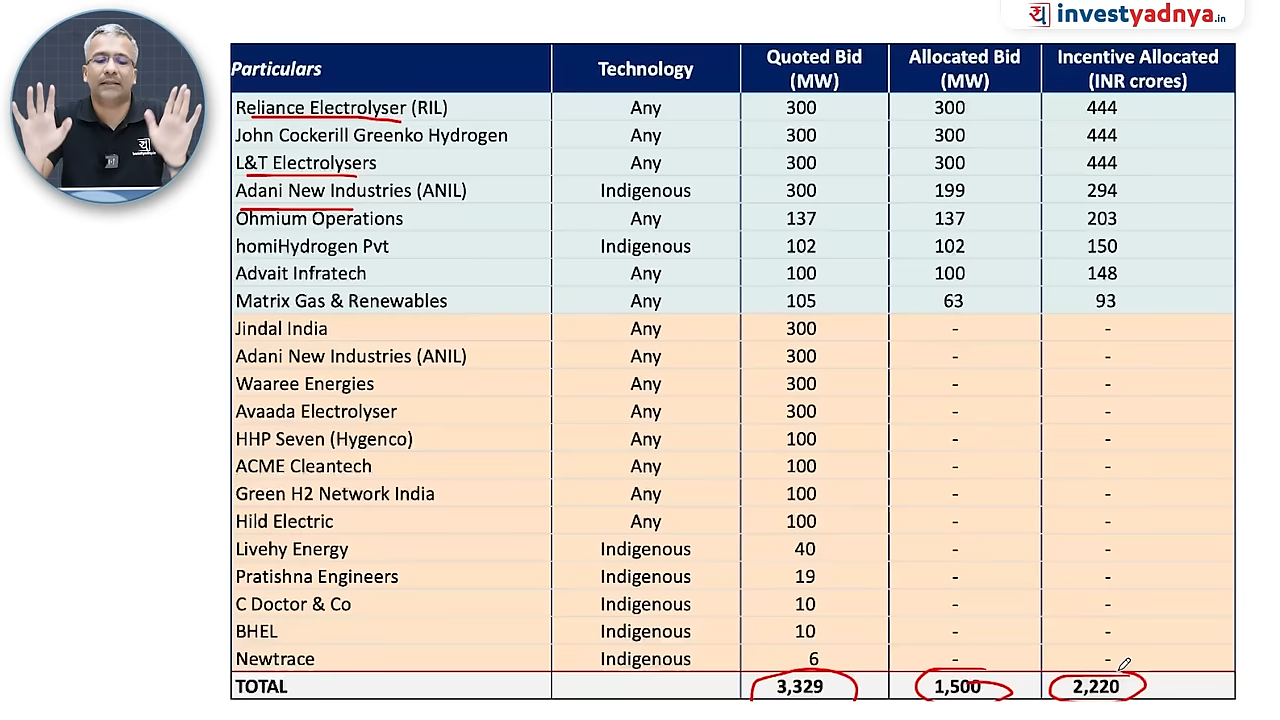 य investyadnya.in
Particulars Technology Quoted Bid (MW) Allocated Bid (MW) Incentive Allocated (INR crores)
Reliance Electrolyser (RIL) Any 300 300 444
John Cockerill Greenko Hydrogen Any 300 300 444
L&T Electrolysers Any 300 300 444
Adani New Industries (ANIL) Indigenous 300 199 294
Ohmium Operations Any 137 137 203
homiHydrogen Pvt Indigenous 102 102 150
Advait Infratech Any 100 100 148
Matrix Gas & Renewables Any 105 63 93
Jindal India Any 300 - -
Adani New Industries (ANIL) Any 300 - -
Waaree Energies Any 300 - -
Avaada Electrolyser Any 300 - -
HHP Seven (Hygenco) Any 100 - -
ACME Cleantech Any 100 - -
Green H2 Network India Any 100 - -
Hild Electric Any 100 - -
Livehy Energy Indigenous 40 - -
Pratishna Engineers Indigenous 19 - -
C Doctor & Co Indigenous 10 - -
BHEL Indigenous 10 - -
Newtrace Indigenous 6 - -
TOTAL 3,329 1,500 2,220